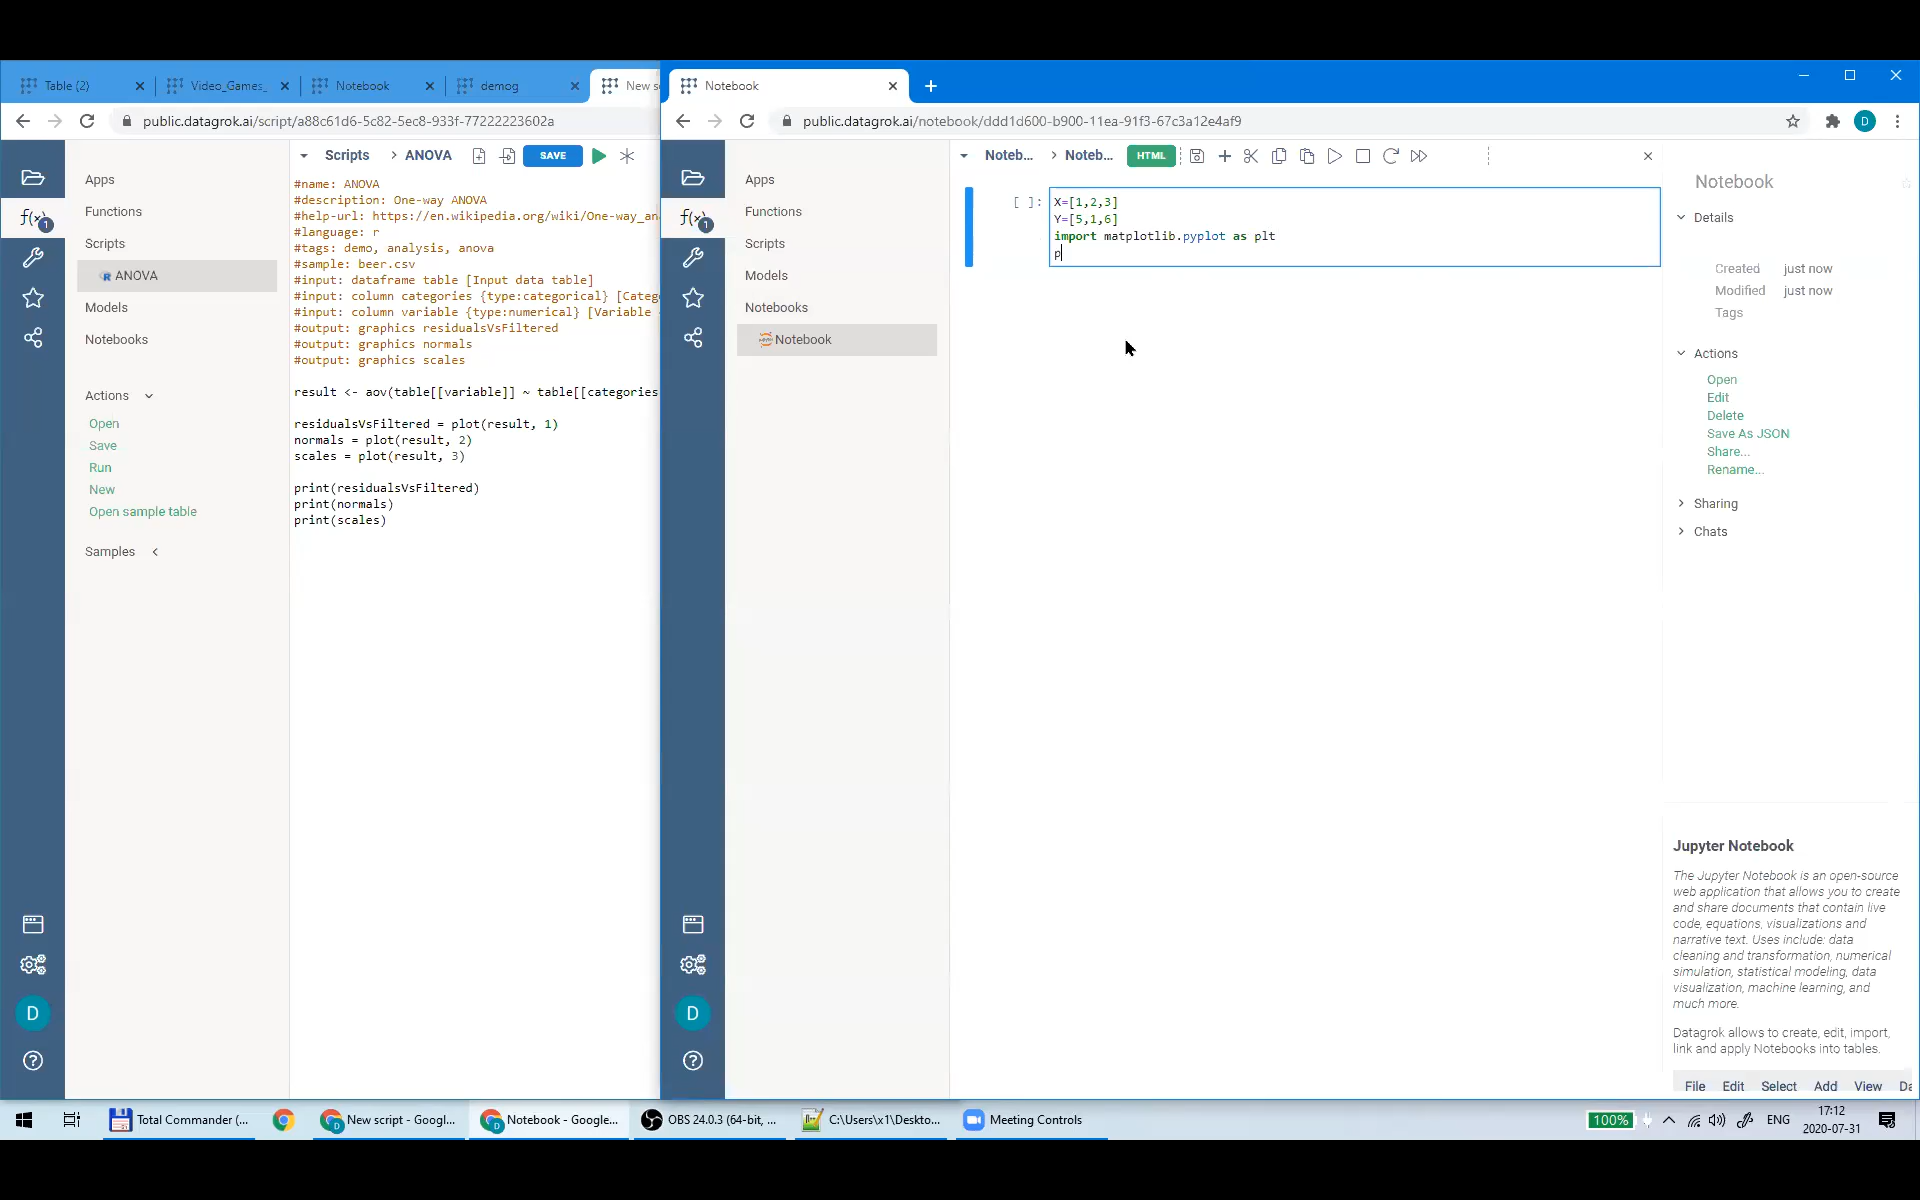 Table (2)
Video_Games_
Notebook
demog
New s
public.datagrok.ai/script/a88c61d6-5c82-5ec8-933f-77222223602a
Apps
Functions
Scripts
ANOVA
Models
Notebooks
Actions
Open
Save
Run
New
Open sample table
Samples
D
1
Scripts
ANOVA
SAVE
#name: ANOVA
#description: One-way ANOVA
#help-url: https://en.wikipedia.org/wiki/One-way_an
#language: r
#tags: demo, analysis, anova
#sample: beer.csv
#input: dataframe table [Input data table]
#input: column categories {type:categorical} [Categ
#input: column variable {type:numerical} [Variable
#output: graphics residualsVsFiltered
#output: graphics normals
#output: graphics scales
result <- aov(table[[variable]] ~ table[[categories
residualsVsFiltered = plot(result, 1)
normals = plot(result, 2)
scales = plot(result, 3)
print(residualsVsFiltered)
print(normals)
print(scales)
Notebook
public.datagrok.ai/notebook/ddd1d600-b900-11ea-91f3-67c3a12e4af9
D
1
Apps
Functions
Scripts
Models
Notebooks
Notebook
D
Noteb...
Noteb...
HTML
[ ]:
X=[1,2,3]
Y=[5,1,6]
import matplotlib.pyplot as plt
p
Notebook
Details
Created just now
Modified just now
Tags
Actions
Open
Edit
Delete
Save As JSON
Share...
Rename...
Sharing
Chats
Jupyter Notebook
The Jupyter Notebook is an open-source
web application that allows you to create
and share documents that contain live
code, equations, visualizations and
narrative text. Uses include: data
cleaning and transformation, numerical
simulation, statistical modeling, data
visualization, machine learning, and
much more.
Datagrok allows to create, edit, import,
link and apply Notebooks into tables.
File Edit Select Add View Da
Total Commander (...
New script - Googl...
Notebook - Google...
OBS 24.0.3 (64-bit, ...
C:\Users\x1\Deskto...
Meeting Controls
100%
ENG
17:12
2020-07-31